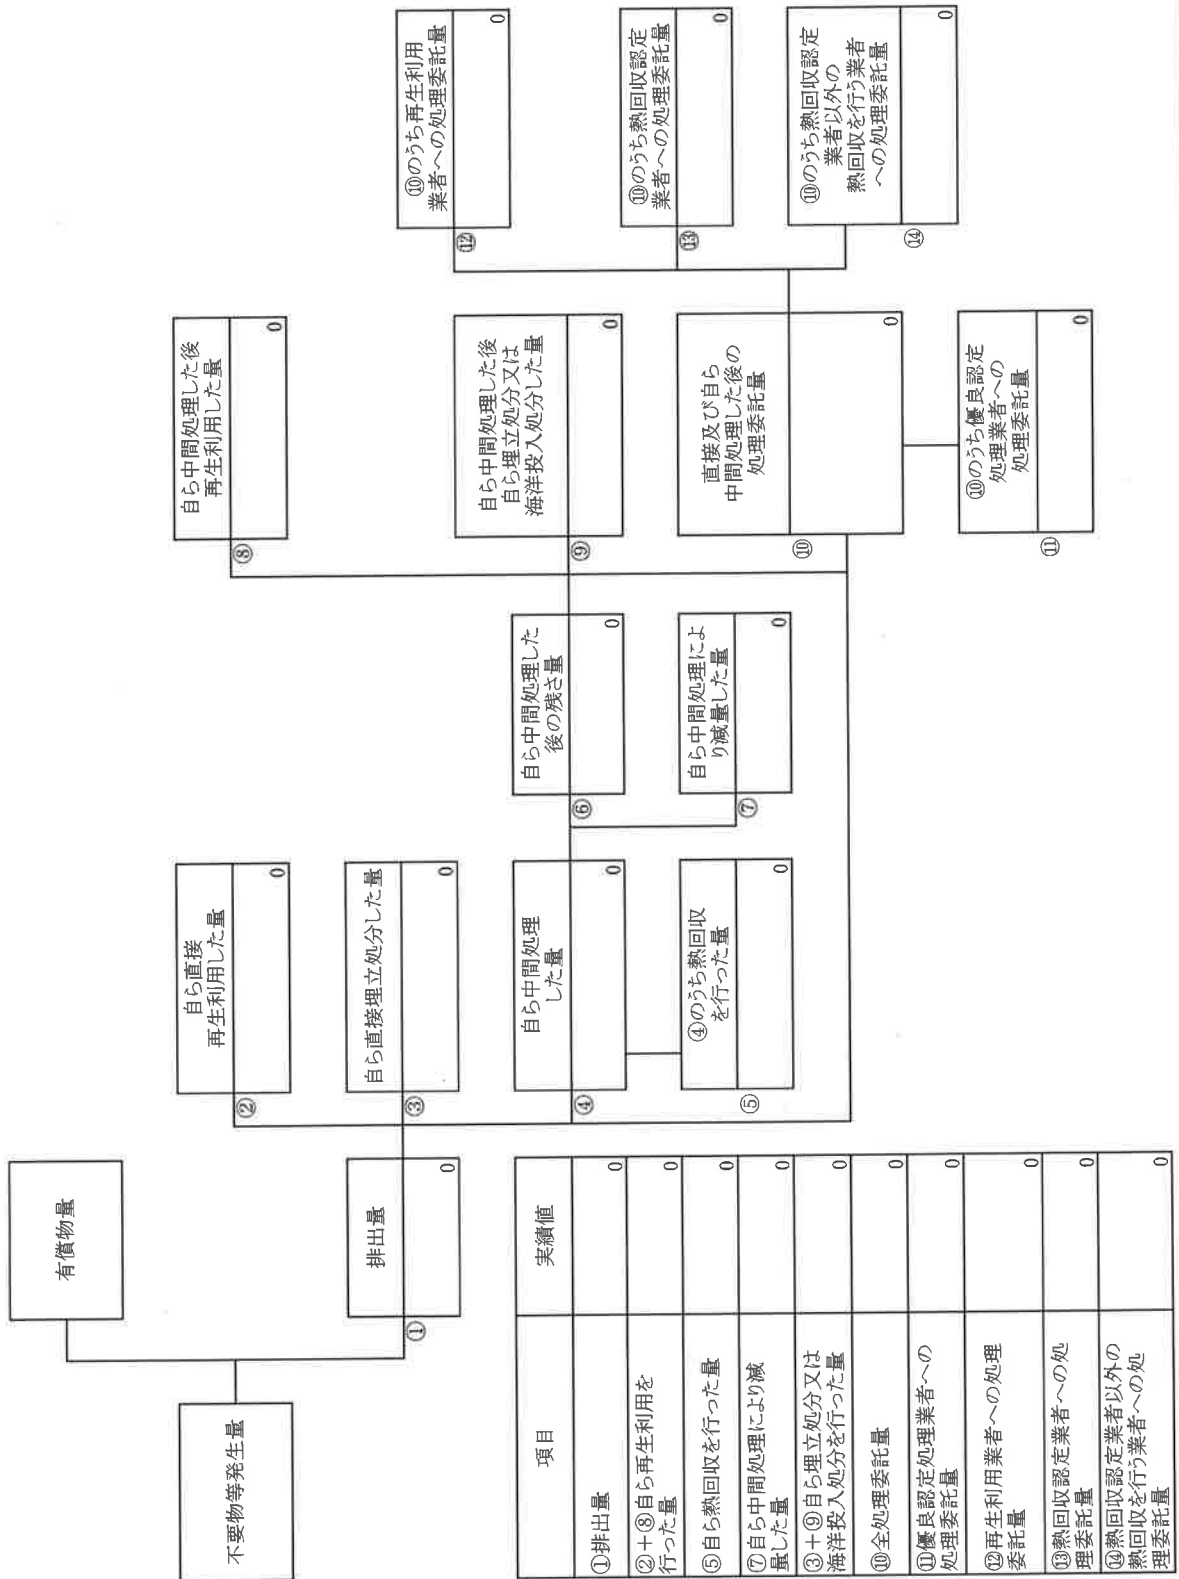 不要物等発生量
有償物量
①
排出量
0
②
自ら直接
再生利用した量
0
③
自ら直接埋立処分した量
0
④
自ら中間処理
した量
0
⑤
④のうち熱回収
を行った量
0
⑥
自ら中間処理した
後の残さ量
0
⑦
自ら中間処理によ
り減量した量
0
⑧
自ら中間処理した後
再生利用した量
0
⑨
自ら中間処理した後
自ら埋立処分又は
海洋投入処分した量
0
⑩
直接及び自ら
中間処理した後の
処理委託量
0
⑪
⑩のうち優良認定
処理業者への
処理委託量
0
⑫
⑩のうち再生利用
業者への処理委託量
0
⑬
⑩のうち熱回収認定
業者への処理委託量
0
⑭
⑩のうち熱回収認定
業者以外の
熱回収を行う業者
への処理委託量
0
項目 実績値
①排出量 0
②+⑧自ら再生利用を
行った量 0
⑤自ら熱回収を行った量 0
⑦自ら中間処理により減
量した量 0
③+⑨自ら埋立処分又は
海洋投入処分を行った量 0
⑩全処理委託量 0
⑪優良認定処理業者への
処理委託量 0
⑫再生利用業者への処理
委託量 0
⑬熱回収認定業者への処
理委託量 0
⑭熱回収認定業者以外の
熱回収を行う業者への処
理委託量 0